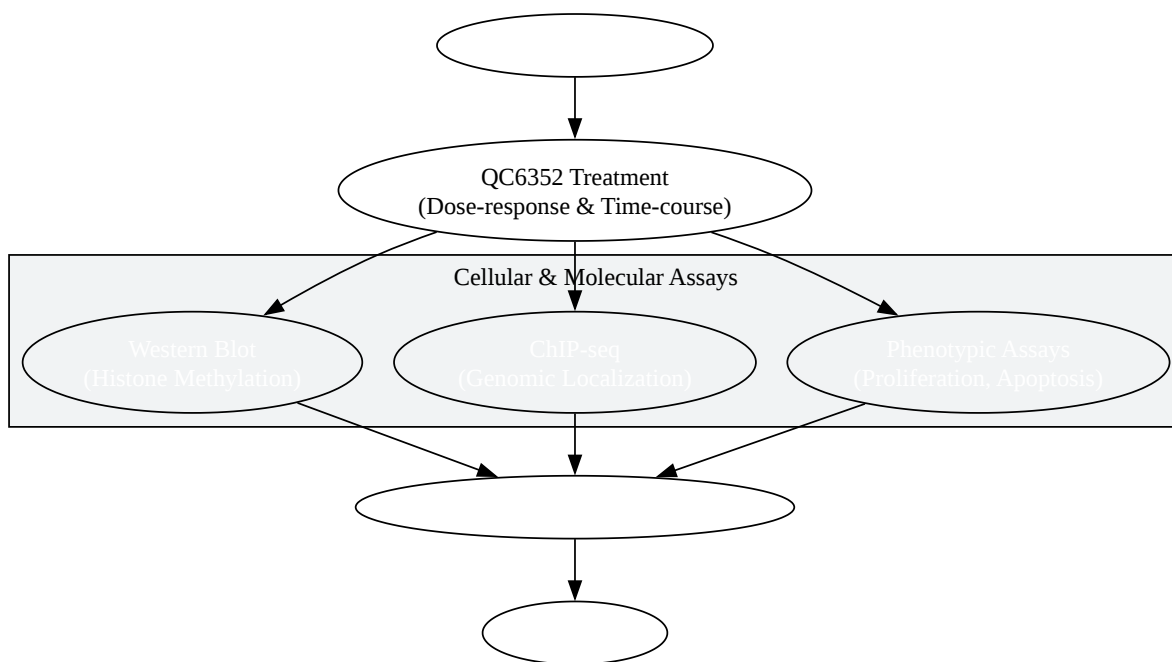 QC6352 Treatment
(Dose-response & Time-course)
Cellular & Molecular Assays
Western Blot
(Histone Methylation)
ChIP-seq
(Genomic Localization)
Phenotypic Assays
(Proliferation, Apoptosis)